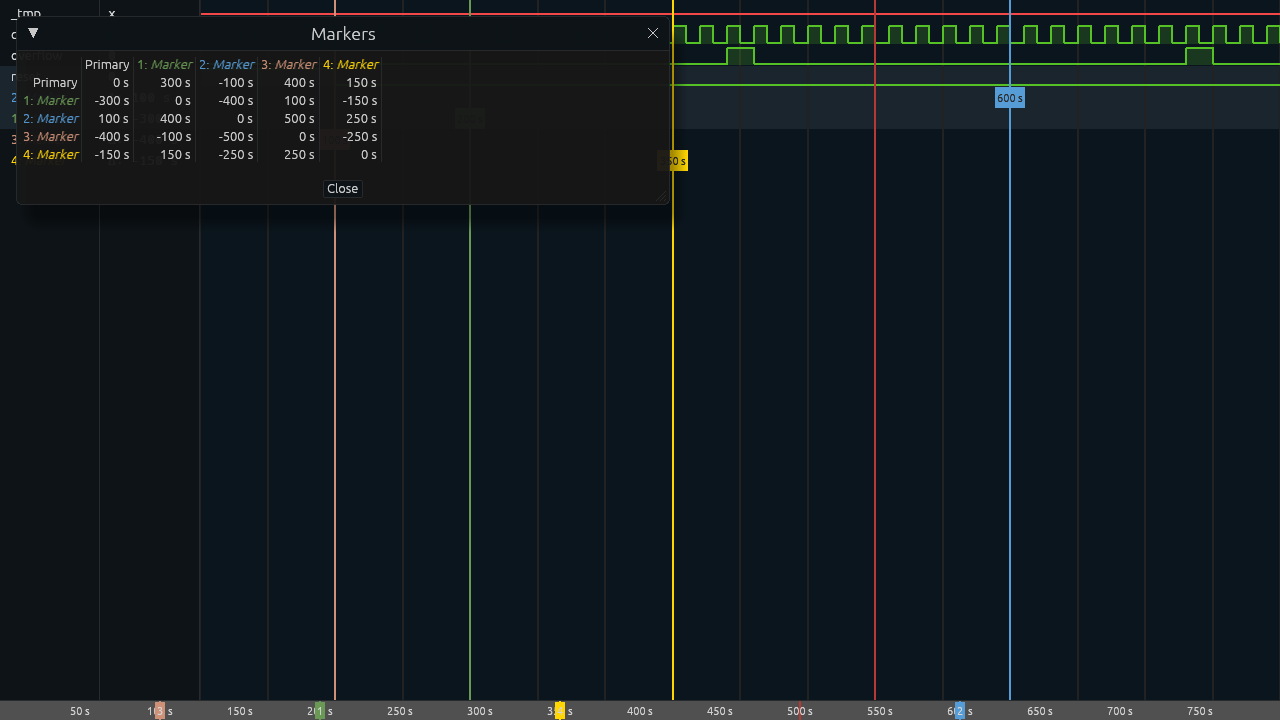 _tmp x
Markers
Primary 1: Marker 2: Marker 3: Marker 4: Marker
Primary 0 s 300 s -100 s 400 s 150 s
1: Marker -300 s 0 s -400 s 100 s -150 s
2: Marker 100 s 400 s 0 s 500 s 250 s
3: Marker -400 s -100 s -500 s 0 s -250 s
4: Marker -150 s 150 s -250 s 250 s 0 s
Close
600 s
50 s 3 150 s 1 250 s 300 s 400 s 450 s 500 s 550 s 2 650 s 700 s 750 s